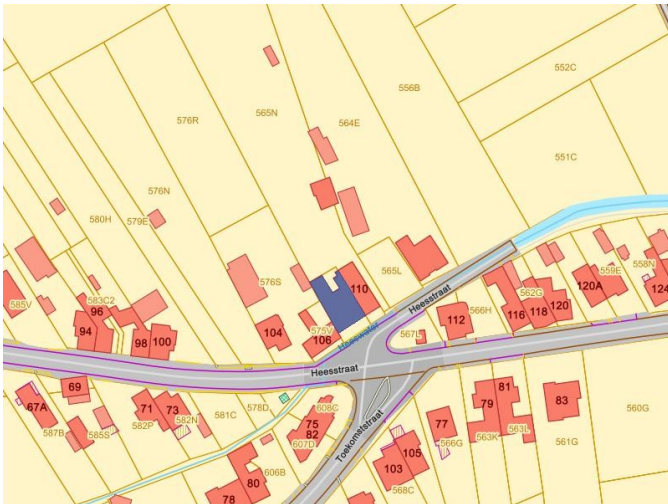 552C
556B
565N
576R
564E
551C
576N
579E
580H
576S
565L
558N
559E
585V
583C2
96
110
562G
120A
124
94
98
100
104
575V
106
Heeswater
Heesstraat
567L
112
566H
116
118
120
Heesstraat
69
67A
71
73
582P
582N
581C
578D
608C
75
82
607D
Toekomststraat
77
566G
79
81
563K
563L
83
561G
560G
587B
585S
606B
80
78
103
105
568C